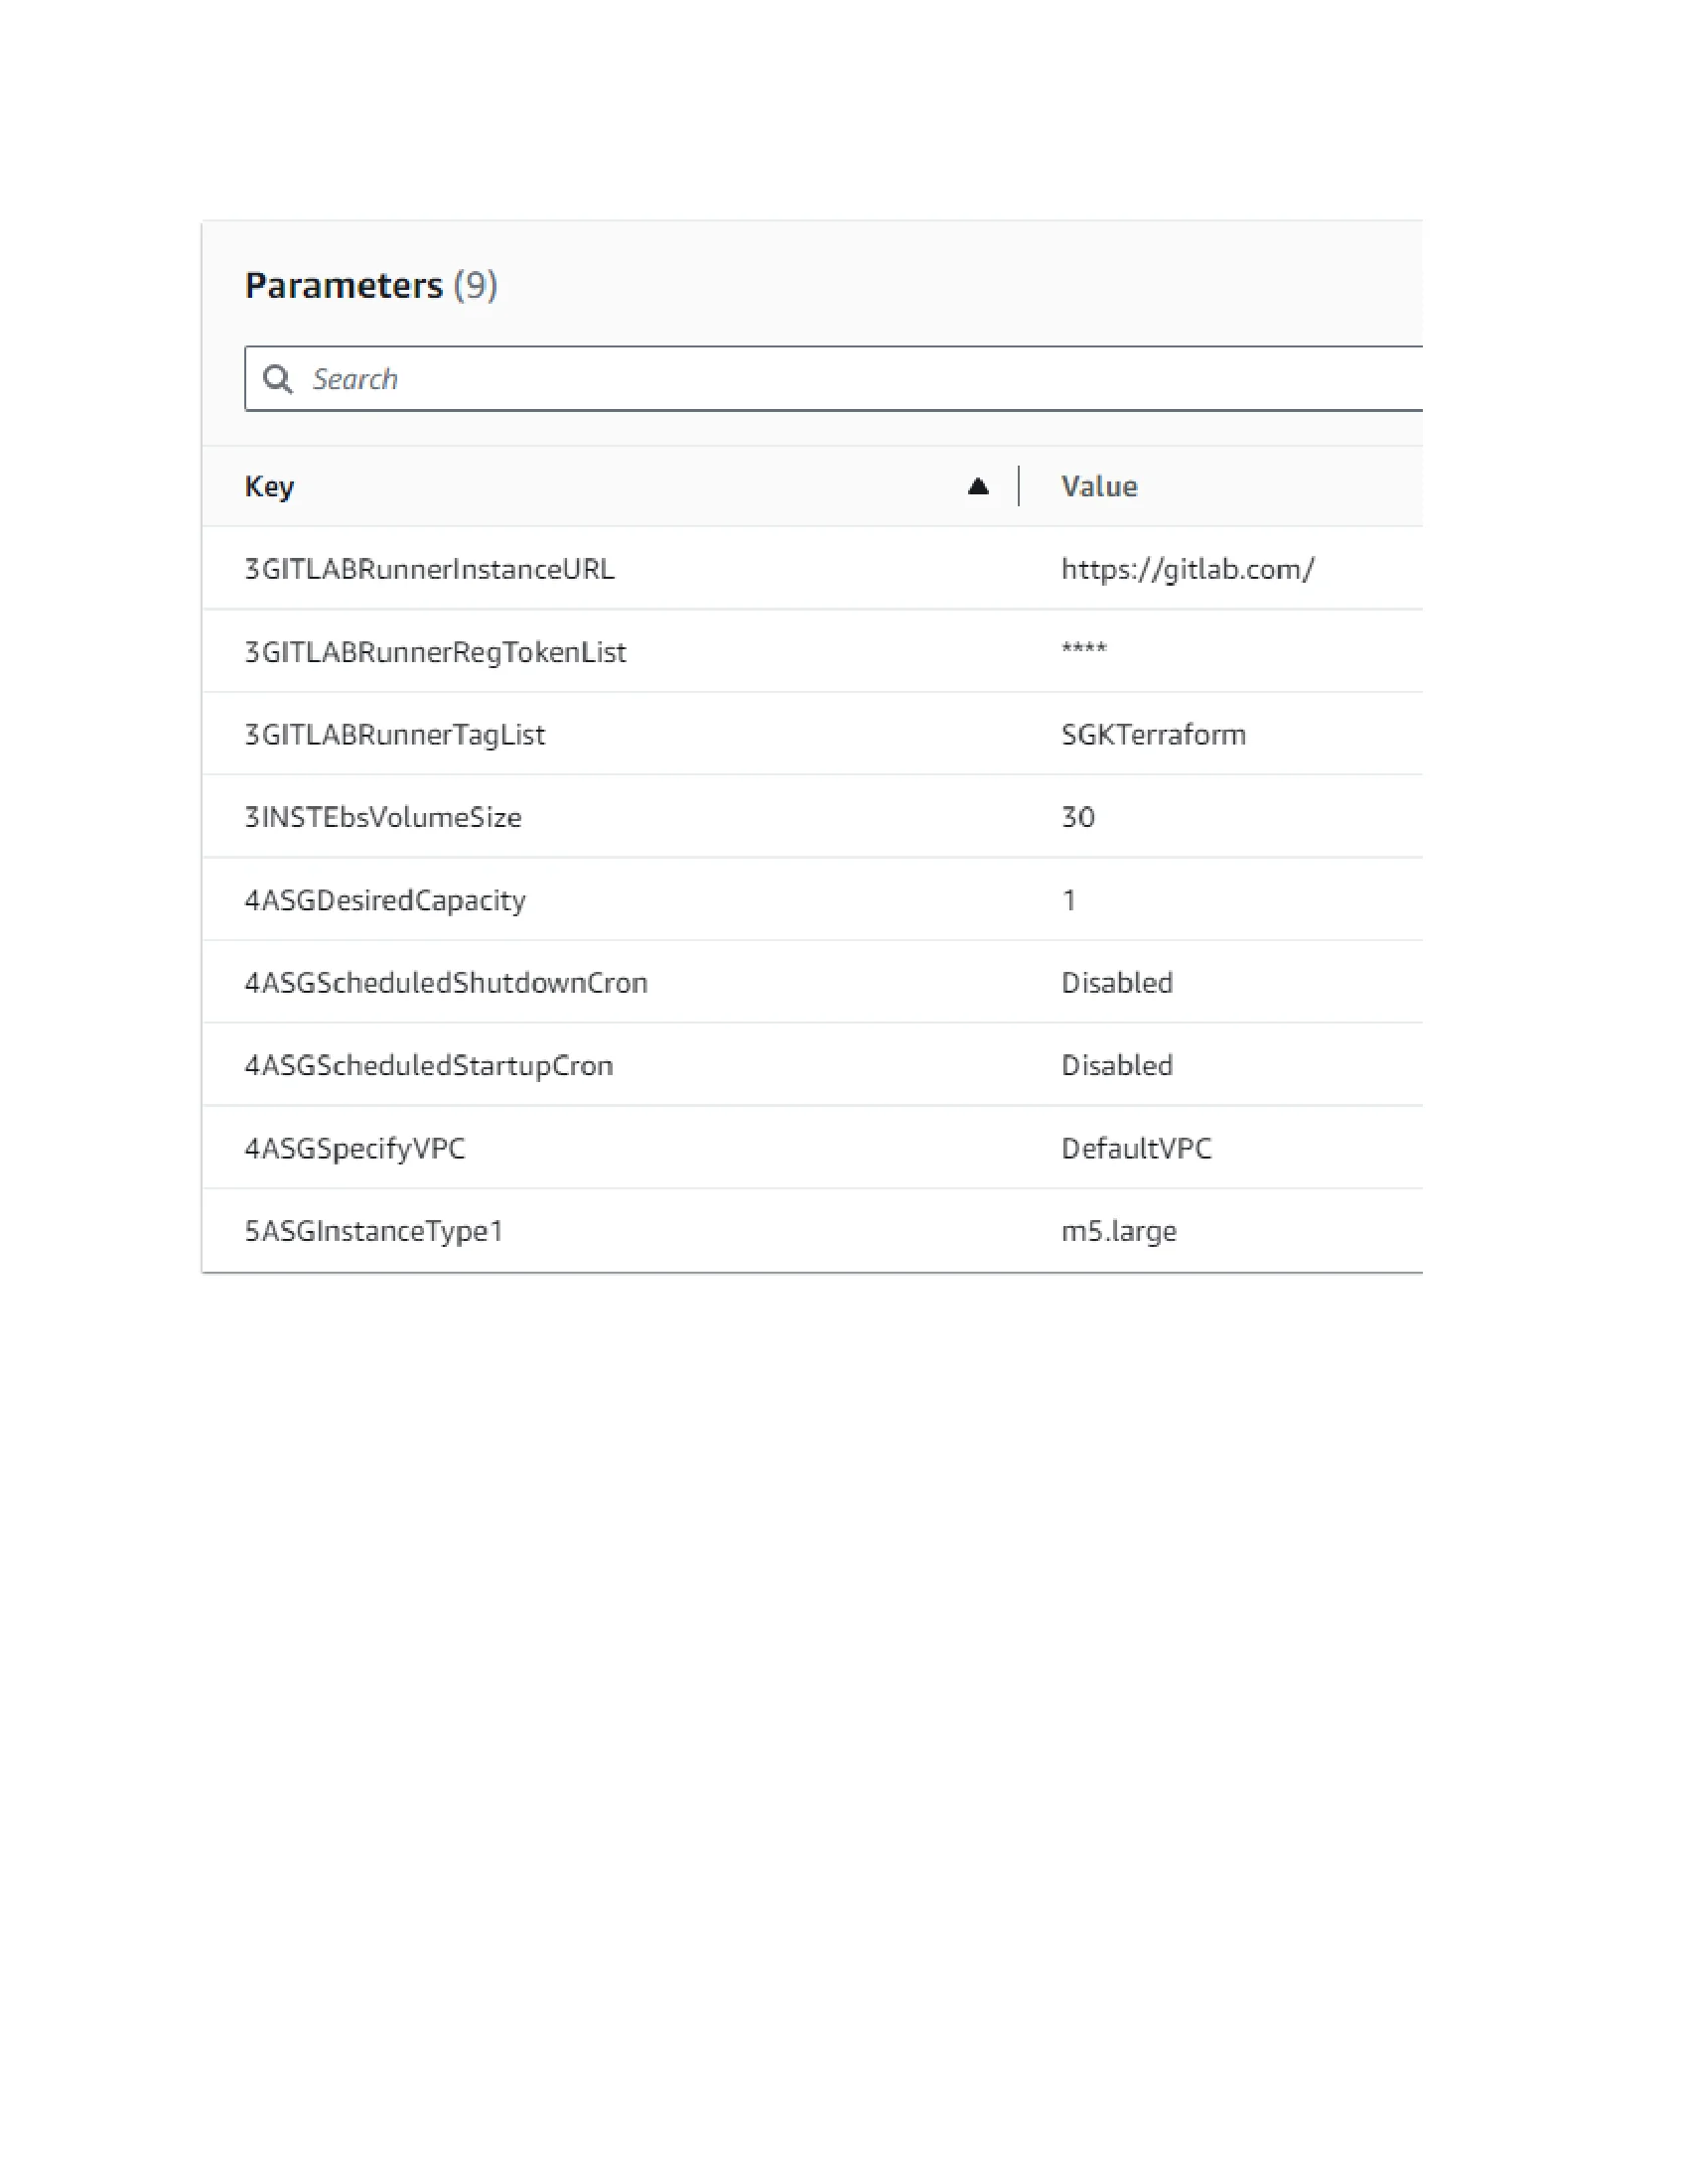 Parameters (9)
Search
Key Value
3GITLABRunnerInstanceURL https://gitlab.com/
3GITLABRunnerRegTokenList ****
3GITLABRunnerTagList SGKTerraform
3INSTEbsVolumeSize 30
4ASGDesiredCapacity 1
4ASGScheduledShutdownCron Disabled
4ASGScheduledStartupCron Disabled
4ASGSpecifyVPC DefaultVPC
5ASGInstanceType1 m5.large